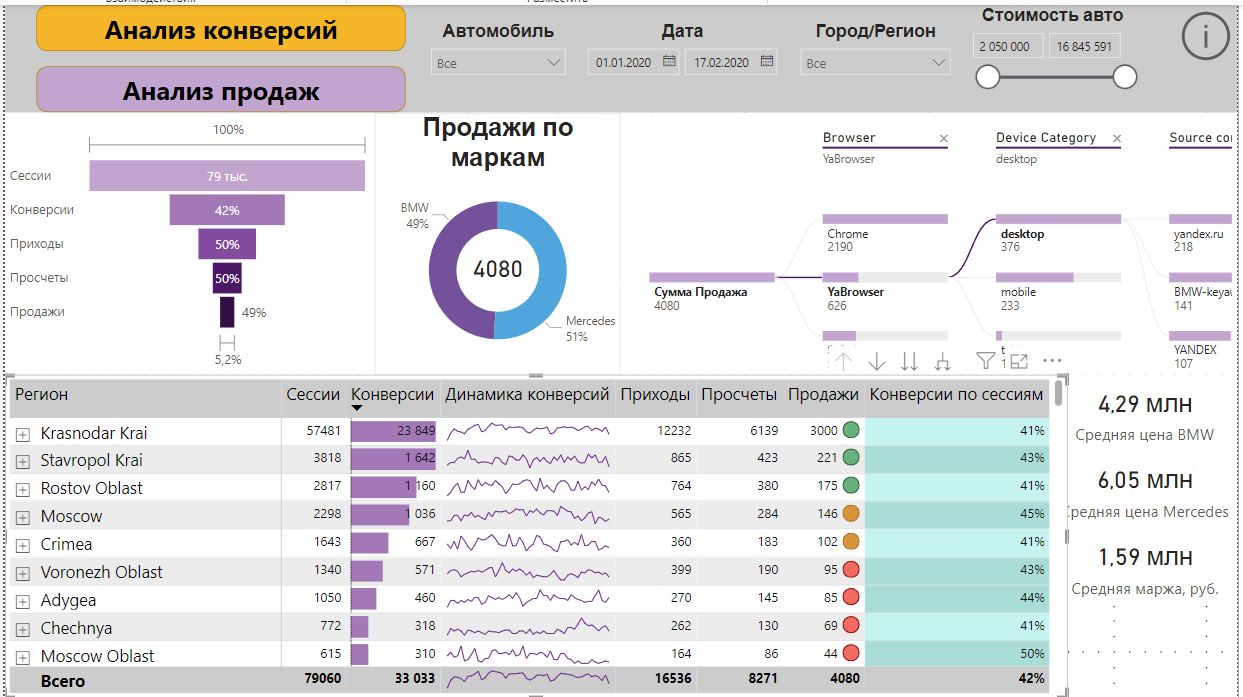 Анализ конверсий
Анализ продаж
Автомобиль
Все
Дата
01.01.2020
17.02.2020
Город/Регион
Все
Стоимость авто
2 050 000
16 845 591
i
100%
Сессии
79 тыс.
Конверсии
42%
Приходы
50%
Просчеты
50%
Продажи
49%
5,2%
Продажи по
маркам
BMW
49%
4080
Mercedes
51%
Browser
YaBrowser
Device Category
desktop
Source
Сумма Продажа
4080
Chrome
2190
YaBrowser
626
desktop
376
mobile
233
yandex.ru
218
141
YANDEX
107
Регион Сессии Конверсии Динамика конверсий Приходы Просчеты Продажи Конверсии по сессиям
Krasnodar Krai 57481 23 849 12232 6139 3000 41%
Stavropol Krai 3818 1 642 865 423 221 43%
Rostov Oblast 2817 1 160 764 380 175 41%
Moscow 2298 1 036 565 284 146 45%
Crimea 1643 667 360 183 102 41%
Voronezh Oblast 1340 571 399 190 95 43%
Adygea 1050 460 270 145 85 44%
Chechnya 772 318 262 130 69 41%
Moscow Oblast 615 310 164 86 44 50%
Всего 79060 33 033 16536 8271 4080 42%
4,29 МЛН
Средняя цена BMW
6,05 МЛН
редняя цена Mercedes
1,59 МЛН
Средняя маржа, руб.